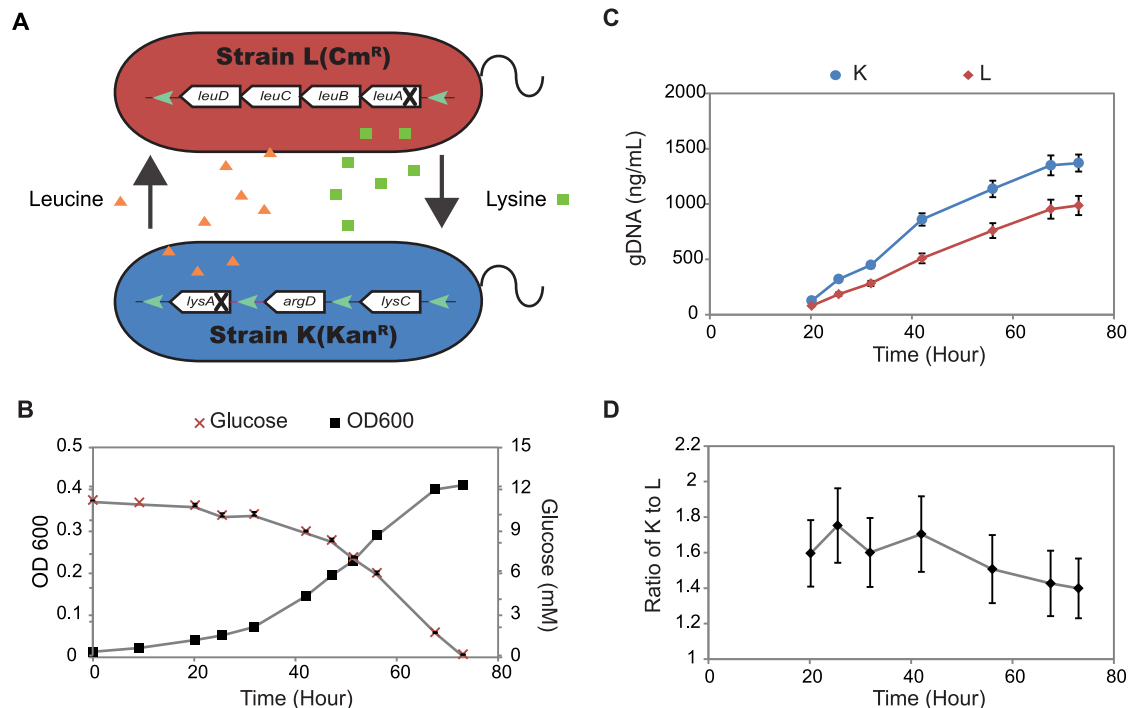 A
Strain L(Cmᴿ)
leuD leuC leuB leuA
Leucine
Lysine
lysA argD lysC
Strain K(Kanᴿ)
B
Glucose OD600
0.5
0.4
0.3
0.2
0.1
0
OD 600
15
12
9
6
3
0
Glucose (mM)
0 20 40 60 80
Time (Hour)
C
K L
2000
1500
1000
500
0
gDNA (ng/mL)
0 20 40 60 80
Time (Hour)
D
2.2
2
1.8
1.6
1.4
1.2
1
Ratio of K to L
0 20 40 60 80
Time (Hour)